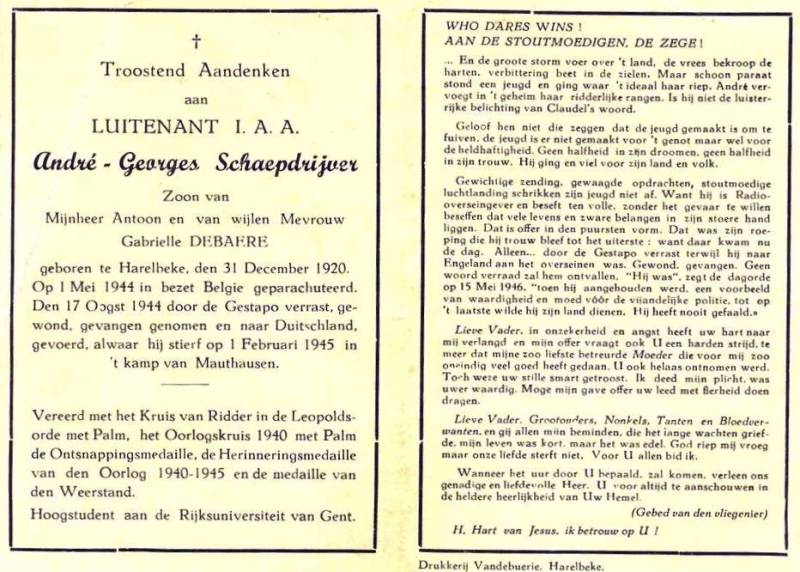 †
Troostend Aandenken
aan
LUITENANT I. A. A.
André - Georges Schaepdrijver
Zoon van
Mijnheer Antoon en van wijlen Mevrouw
Gabrielle DEBAERE
geboren te Harelbeke, den 31 December 1920.
Op 1 Mei 1944 in bezet Belgie geparachuteerd.
Den 17 Oogst 1944 door de Gestapo verrast, ge-
wond, gevangen genomen en naar Duitschland,
gevoerd, alwaar hij stierf op 1 Februari 1945 in
't kamp van Mauthausen.
Vereerd met het Kruis van Ridder in de Leopolds-
orde met Palm, het Oorlogskruis 1940 met Palm
de Ontsnappingsmedaille, de Herinneringsmedaille
van den Oorlog 1940-1945 en de medaille van
den Weerstand.
Hoogstudent aan de Rijksuniversiteit van Gent.
WHO DARES WINS !
AAN DE STOUTMOEDIGEN, DE ZEGE !
... En de groote storm voer over 't land, de vrees bekroop de
harten, verbittering beet in de zielen. Maar schoon paraat
stond een jeugd en ging waar 't ideaal haar riep. André ver-
voegt in 't geheim haar ridderlijke rangen. Is hij niet de luister-
rijke belichting van Claudel's woord.
Geloof hen niet die zeggen dat de jeugd gemaakt is om te
fuiven, de jeugd is er niet gemaakt voor 't genot maar wel voor
de heldhaftigheid. Geen halfheid in zijn droomen, geen halfheid
in zijn trouw. Hij ging en viel voor zijn land en volk.
Gewichtige zending, gewaagde opdrachten, stoutmoedige
luchtlanding schrikken zijn jeugd niet af. Want hij is Radio-
overseingever en beseft ten volle, zonder het gevaar te willen
beseffen dat vele levens en zware belangen in zijn stoere hand
liggen. Dat is offer in den puursten vorm. Dat was zijn roe-
ping die hij trouw bleef tot het uiterste : want daar kwam nu
de dag. Alleen... door de Gestapo verrast terwijl hij naar
Engeland aan het overseinen was. Gewond, gevangen. Geen
woord verraad zal hem ontvallen. "Hij was", zegt de dagorde
op 15 Mei 1946, "toen hij aangehouden werd, een voorbeeld
van waardigheid en moed vóór de vijandelijke politie, tot op
't laatste wilde hij zijn land dienen. Hij heeft nooit gefaald.»
Lieve Vader, in onzekerheid en angst heeft uw hart naar
mij verlangd en mijn offer vraagt ook U een harden strijd, te
meer dat mijne zoo liefste betreurde Moeder die voor mij zoo
oneindig veel goed heeft gedaan, U ook helaas ontnomen werd.
Toch weze uw stille smart getroost. Ik deed mijn plicht, was
uwer waardig. Moge mijn gave offer u leed met fierheid doen
dragen.
Lieve Vader, Grootouders, Nonkels, Tanten en Bloedver-
wanten, en gij allen mijn beminden, die het lange wachten grief-
de, mijn leven was kort, maar het was edel. God riep mij vroeg
maar onze liefde sterft niet. Voor U allen bid ik.
Wanneer het uur door U bepaald, zal komen, verleen ons
genadige en liefdevolle Heer, U voor altijd te aanschouwen in
de heldere heerlijkheid van Uw Hemel.
(Gebed van den vliegenier)
H. Hart van Jesus, ik betrouw op U !
Drukkerij Vandebuerie, Harelbeke.